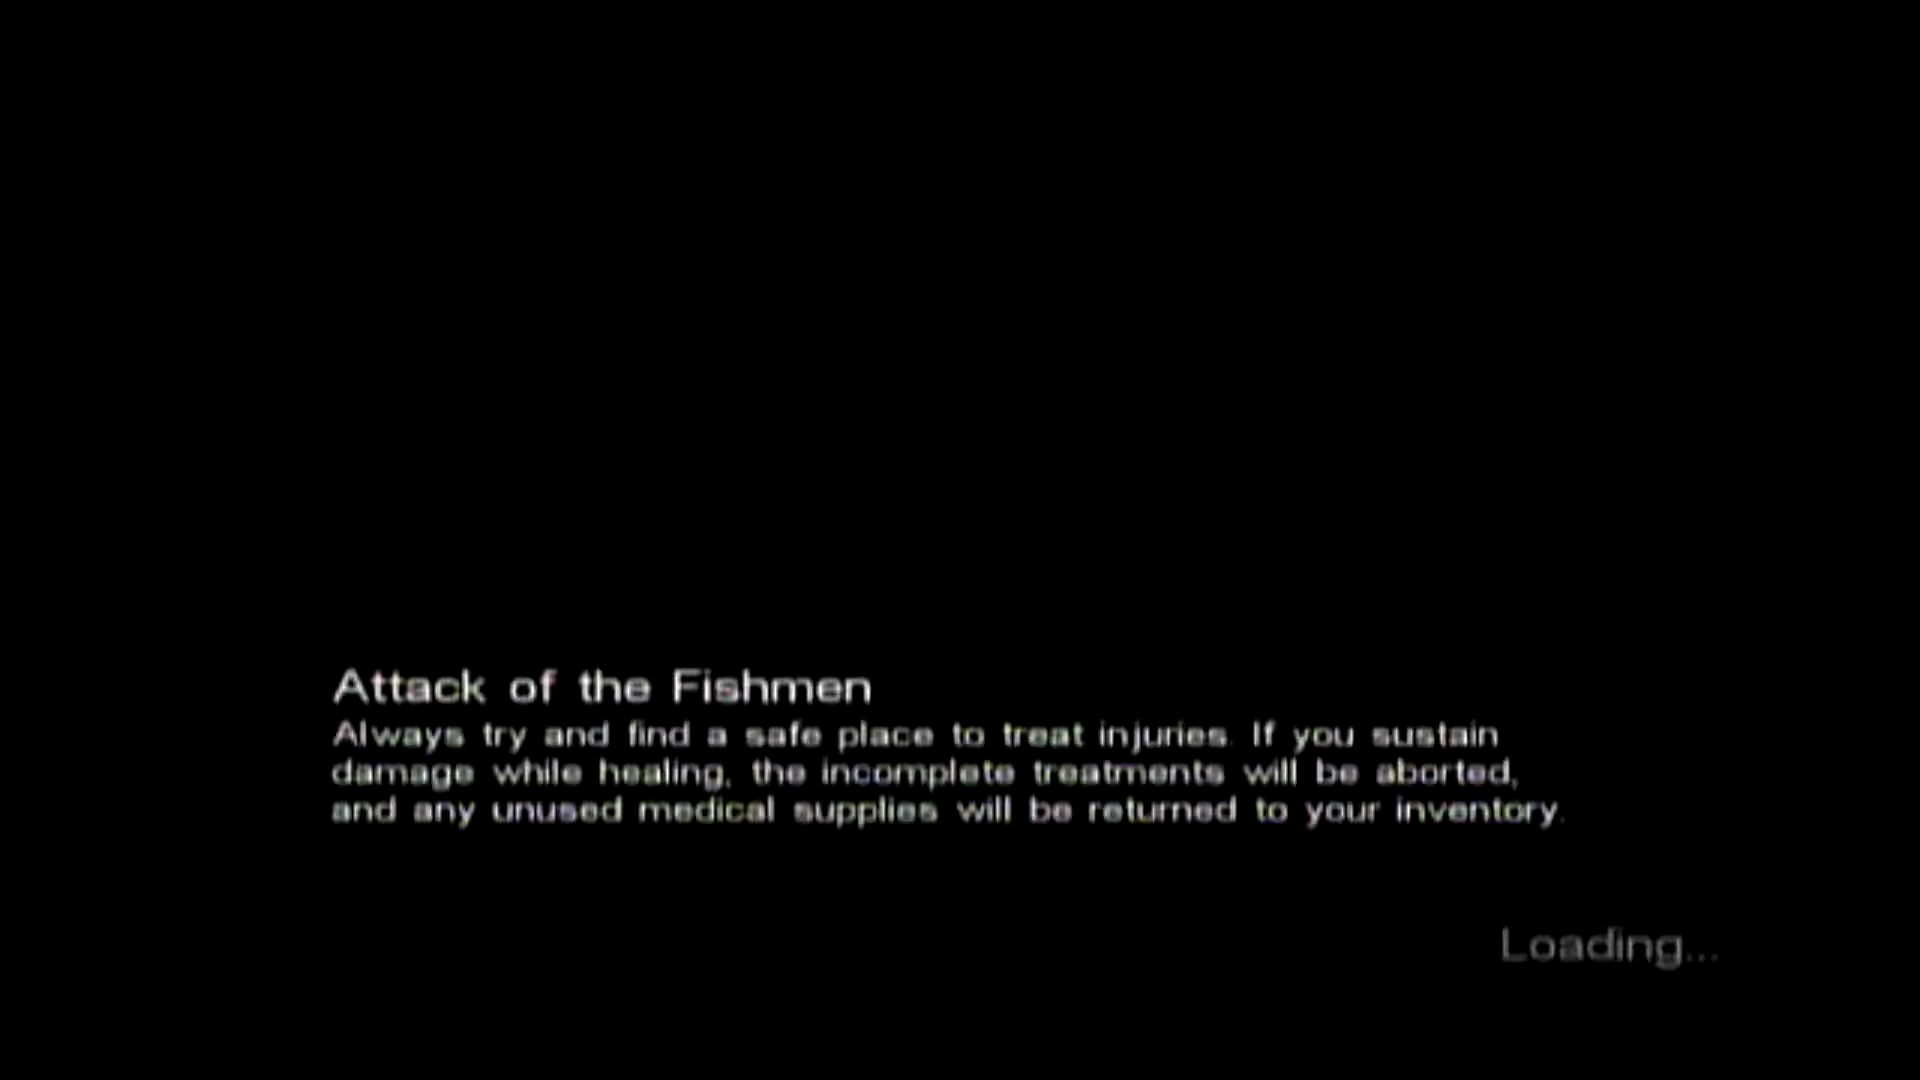 Attack of the Fishmen
Always try and find a safe place to treat injuries. If you sustain
damage while healing, the incomplete treatments will be aborted,
and any unused medical supplies will be returned to your inventory.
Loading...